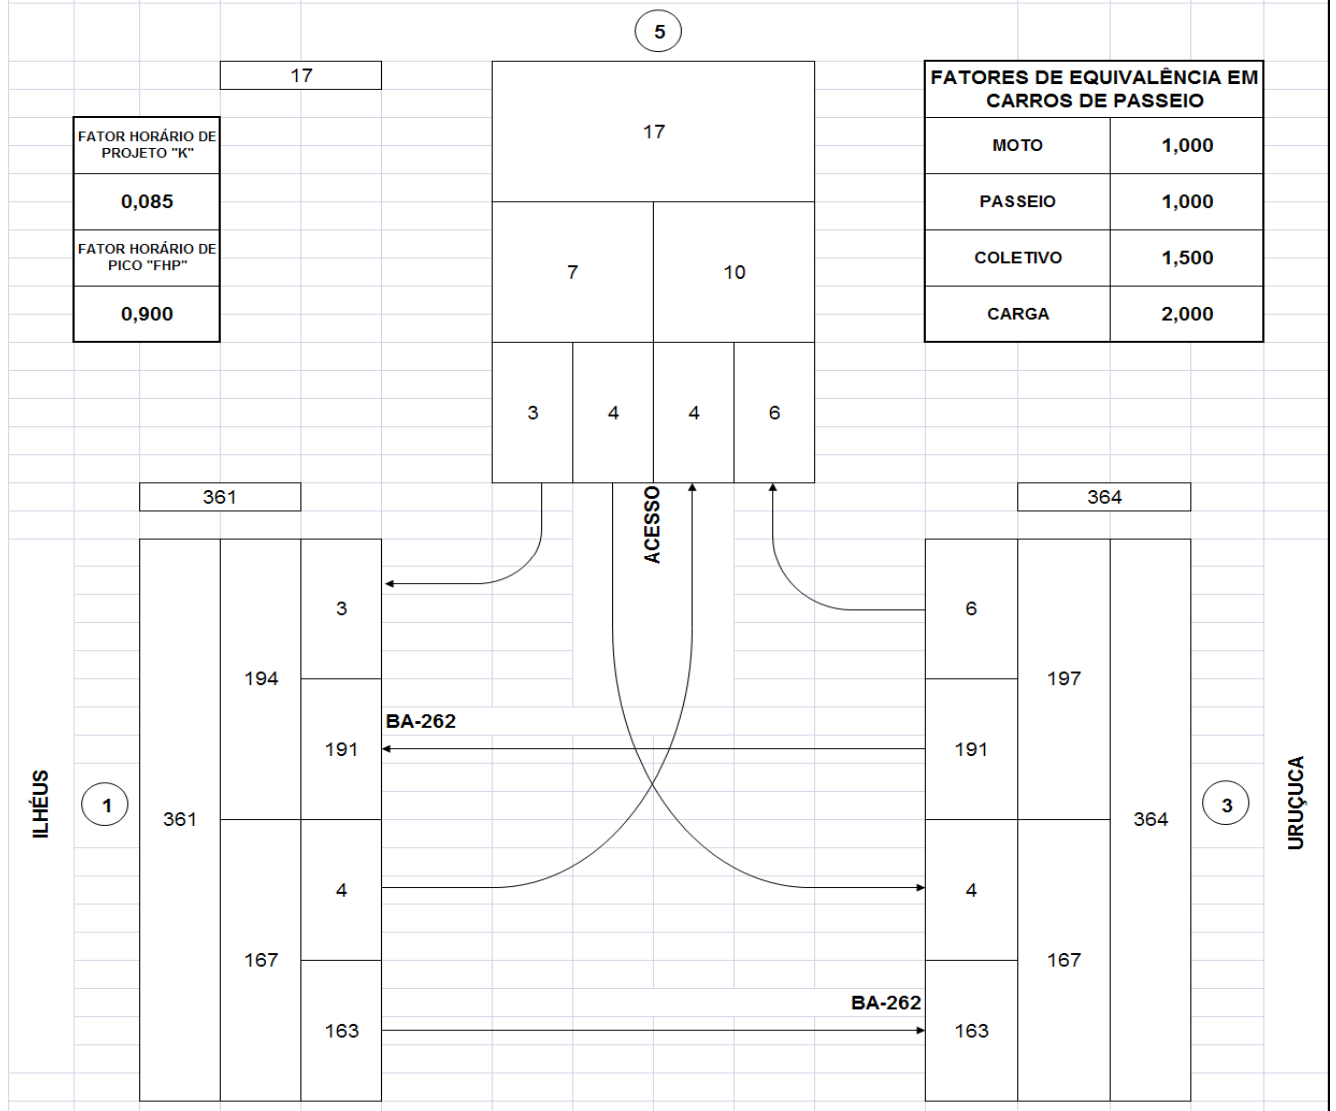 5
17
FATOR HORÁRIO DE
PROJETO "K"
0,085
FATOR HORÁRIO DE
PICO "FHP"
0,900
17
7
10
3
4
4
6
FATORES DE EQUIVALÊNCIA EM
CARROS DE PASSEIO
MOTO
1,000
PASSEIO
1,000
COLETIVO
1,500
CARGA
2,000
361
ACESSO
364
ILHÉUS
1
361
194
167
3
191
4
163
BA-262
BA-262
6
191
4
163
197
167
364
3
URUÇUCA